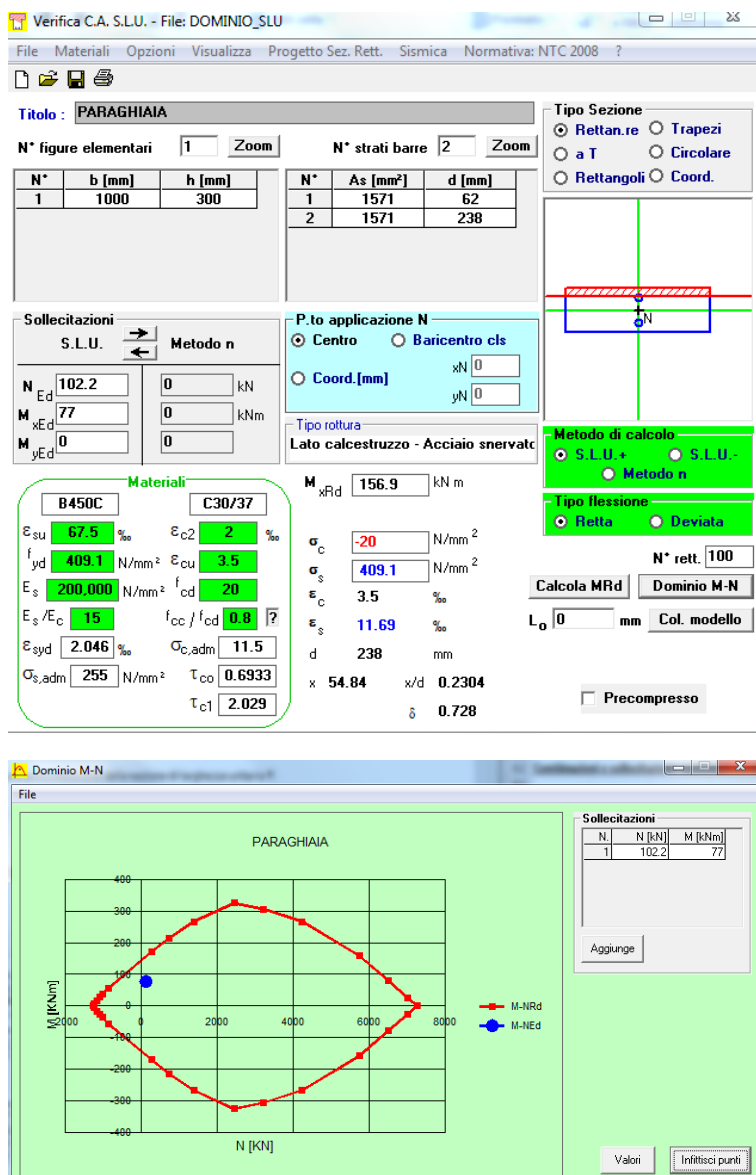 Verifica C.A. S.L.U. - File: DOMINIO_SLU
File Materiali Opzioni Visualizza Progetto Sez. Rett. Sismica Normativa: NTC 2008 ?
Titolo : PARAGHIAIA
N* figure elementari 1 Zoom N* strati barre 2 Zoom
N* b [mm] h [mm]
1 1000 300
N* As [mm²] d [mm]
1 1571 62
2 1571 238
Tipo Sezione
Rettan.re Trapezi
a T Circolare
Rettangoli Coord.
N
Sollecitazioni
S.L.U. Metodo n
N Ed 102.2 0 kN
M xEd 77 0 kNm
M yEd 0 0
P.to applicazione N
Centro Baricentro cls
Coord.[mm] xN 0
yN 0
Tipo rottura
Lato calcestruzzo - Acciaio snervato
Metodo di calcolo
S.L.U.+ S.L.U.-
Metodo n
Tipo flessione
Retta Deviata
N* rett. 100
Calcola MRd Dominio M-N
L o 0 mm Col. modello
Precompresso
Materiali
B450C C30/37
ε su 67.5 ‰ ε c2 2 ‰
f yd 409.1 N/mm² ε cu 3.5
E s 200,000 N/mm² f cd 20
E s /E c 15 f cc / f cd 0.8 ?
ε syd 2.046 ‰ σ c,adm 11.5
σ s,adm 255 N/mm² τ co 0.6933
τ c1 2.029
M xRd 156.9 kN m
σ c -20 N/mm²
σ s 409.1 N/mm²
ε c 3.5 ‰
ε s 11.69 ‰
d 238 mm
x 54.84 x/d 0.2304
δ 0.728
Dominio M-N
File
PARAGHIAIA
400
300
200
100
0
-100
-200
-300
-400
M [KNm]
-2000 0 2000 4000 6000 8000
N [KN]
M-NRd
M-NEd
Sollecitazioni
N. N [kN] M [kNm]
1 102.2 77
Aggiunge
Valori Infittisci punti